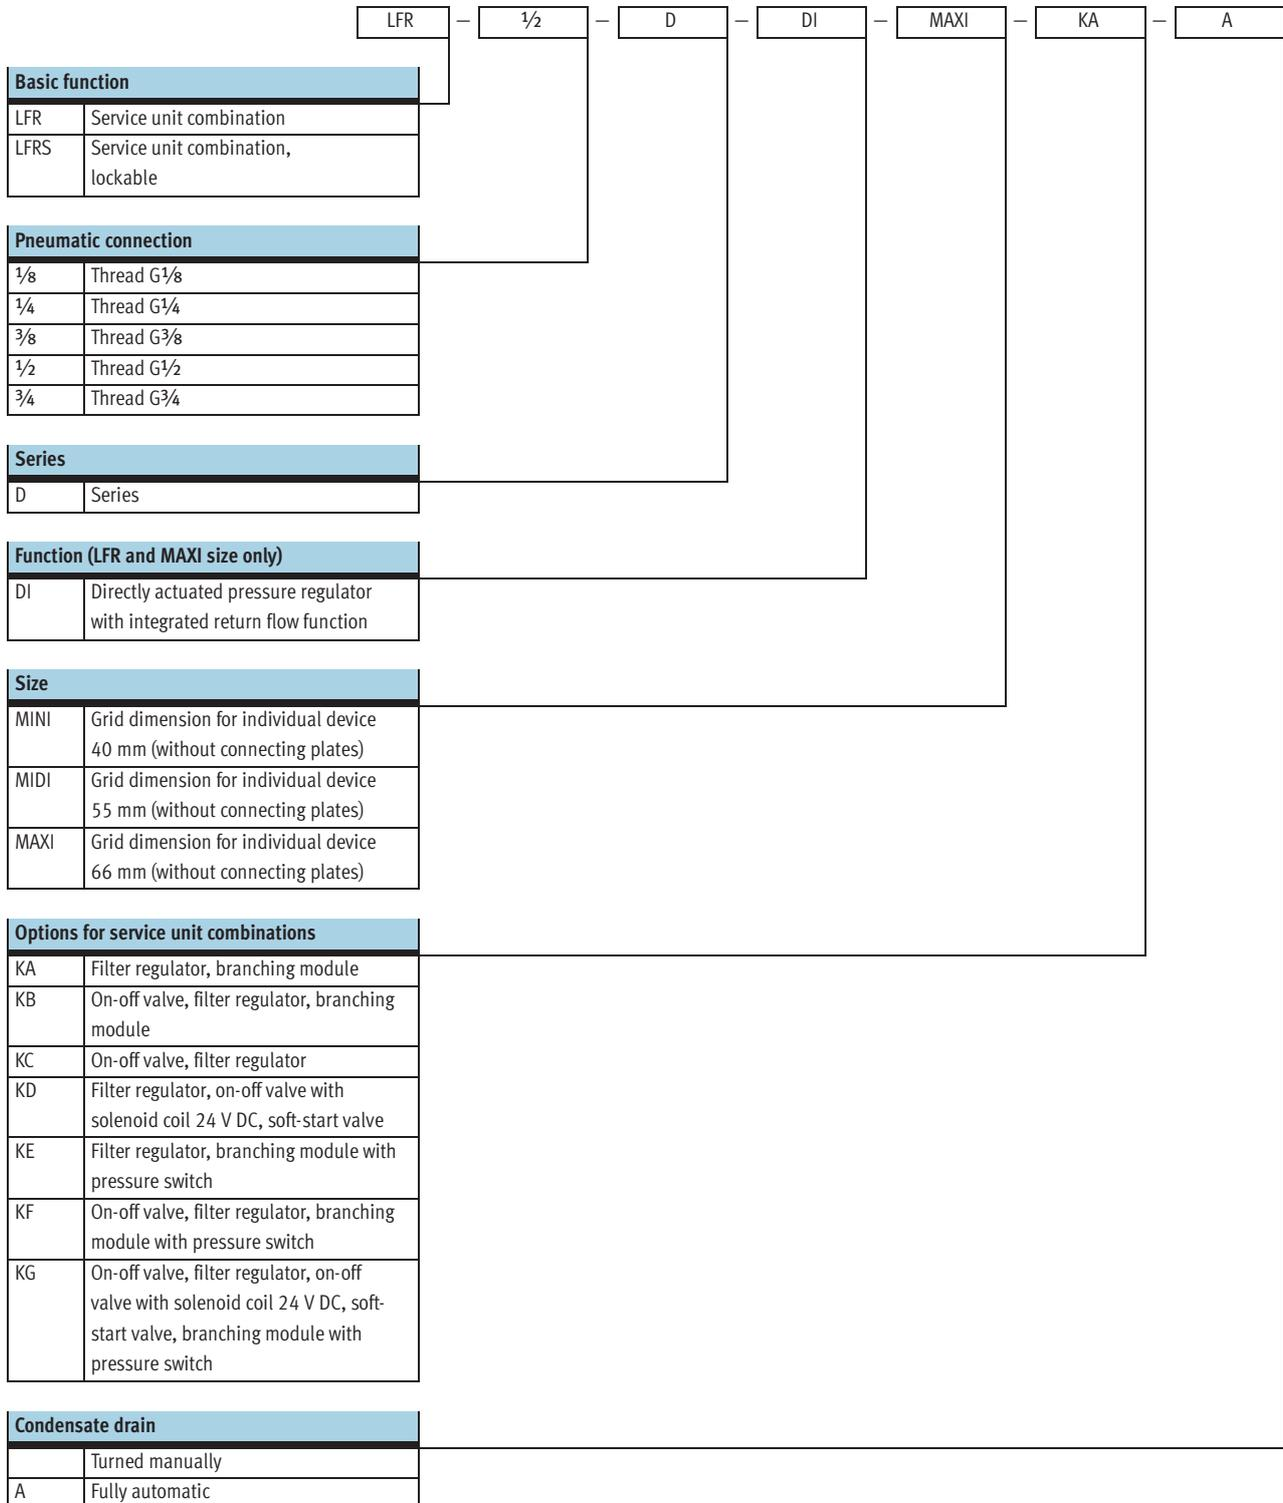 LFR – ½ – D – DI – MAXI – KA – A
Basic function
LFR Service unit combination
LFRS Service unit combination,
lockable
Pneumatic connection
⅛ Thread G⅛
¼ Thread G¼
⅜ Thread G⅜
½ Thread G½
¾ Thread G¾
Series
D Series
Function (LFR and MAXI size only)
DI Directly actuated pressure regulator
with integrated return flow function
Size
MINI Grid dimension for individual device
40 mm (without connecting plates)
MIDI Grid dimension for individual device
55 mm (without connecting plates)
MAXI Grid dimension for individual device
66 mm (without connecting plates)
Options for service unit combinations
KA Filter regulator, branching module
KB On-off valve, filter regulator, branching
module
KC On-off valve, filter regulator
KD Filter regulator, on-off valve with
solenoid coil 24 V DC, soft-start valve
KE Filter regulator, branching module with
pressure switch
KF On-off valve, filter regulator, branching
module with pressure switch
KG On-off valve, filter regulator, on-off
valve with solenoid coil 24 V DC, soft-
start valve, branching module with
pressure switch
Condensate drain
Turned manually
A Fully automatic